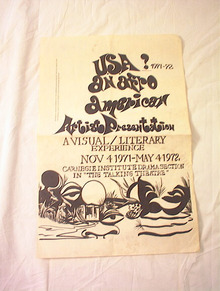 USA? 1971-72.
an afro
american
Artist Presentation
A VISUAL/LITERARY
EXPERIENCE
NOV 4 1971-MAY 4 1972.
CARNEGIE INSTITUTE DRAMA SECTION
IN "THE TALKING THEATRE"